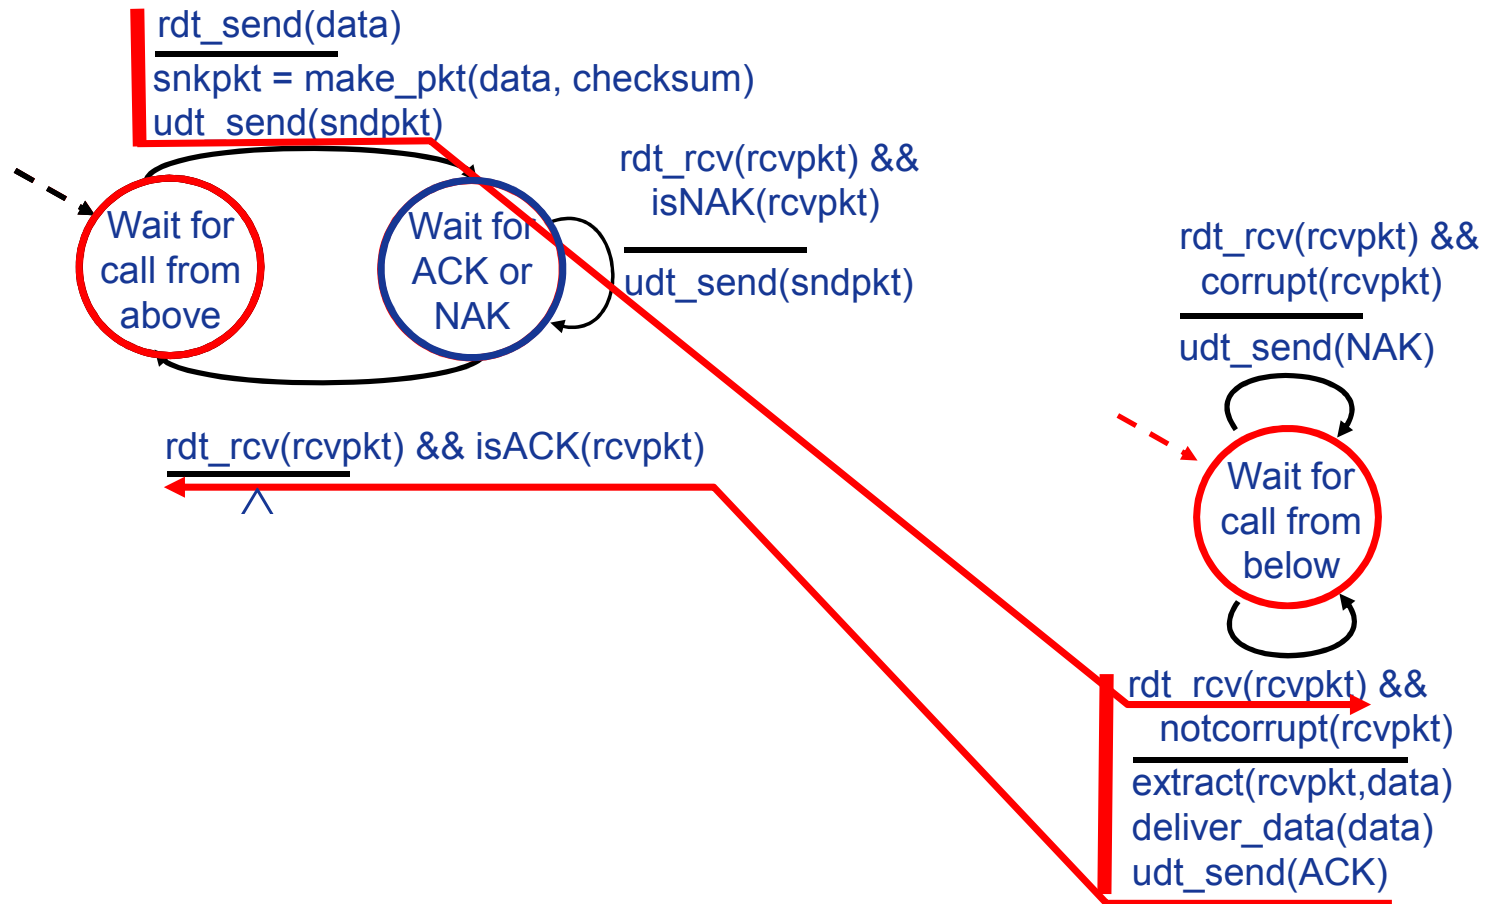 rdt_send(data)
snkpkt = make_pkt(data, checksum)
udt_send(sndpkt)
Wait for
call from
above
Wait for
ACK or
NAK
rdt_rcv(rcvpkt) &&
isNAK(rcvpkt)
udt_send(sndpkt)
rdt_rcv(rcvpkt) && isACK(rcvpkt)
Λ
rdt_rcv(rcvpkt) &&
corrupt(rcvpkt)
udt_send(NAK)
Wait for
call from
below
rdt_rcv(rcvpkt) &&
notcorrupt(rcvpkt)
extract(rcvpkt,data)
deliver_data(data)
udt_send(ACK)